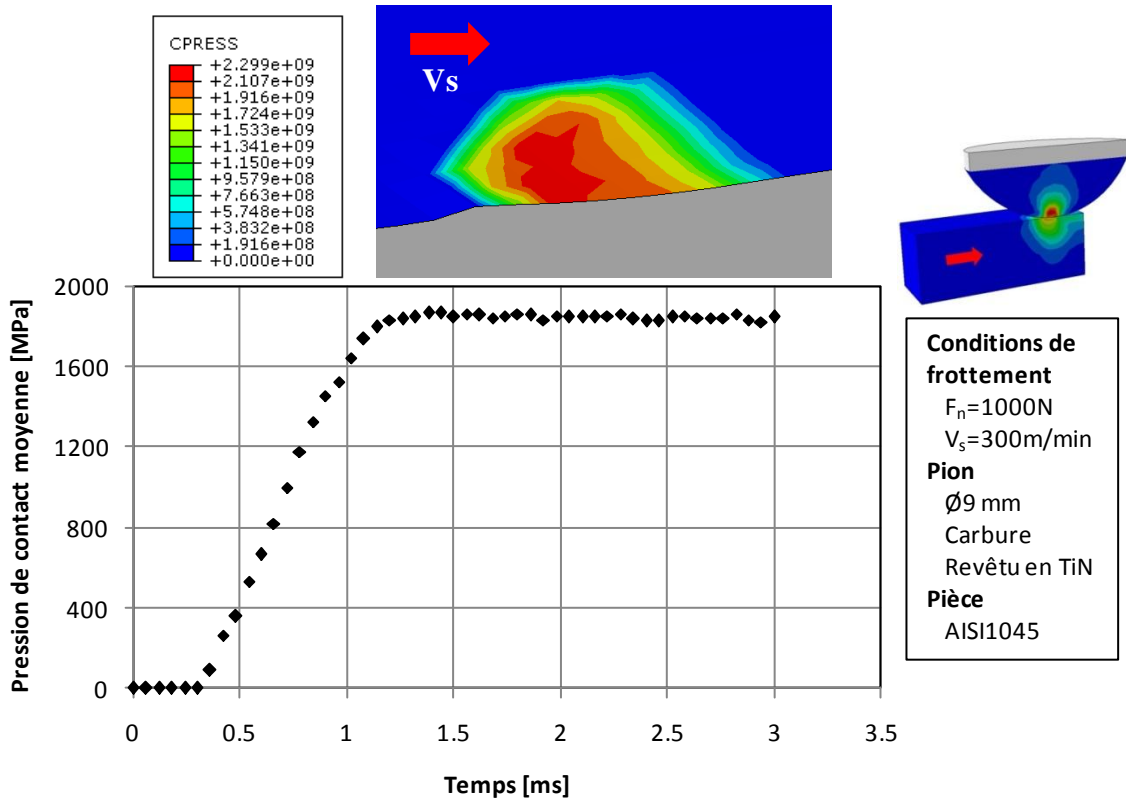 CPRESS
+2.299e+09
+2.107e+09
+1.916e+09
+1.724e+09
+1.533e+09
+1.341e+09
+1.150e+09
+9.579e+08
+7.663e+08
+5.748e+08
+3.832e+08
+1.916e+08
+0.000e+00
Vs
Pression de contact moyenne [MPa]
2000
1600
1200
800
400
0
0
0.5
1
1.5
2
2.5
3
3.5
Temps [ms]
Conditions de
frottement
Fn=1000N
Vs=300m/min
Pion
Ø9 mm
Carbure
Revêtu en TiN
Pièce
AISI1045